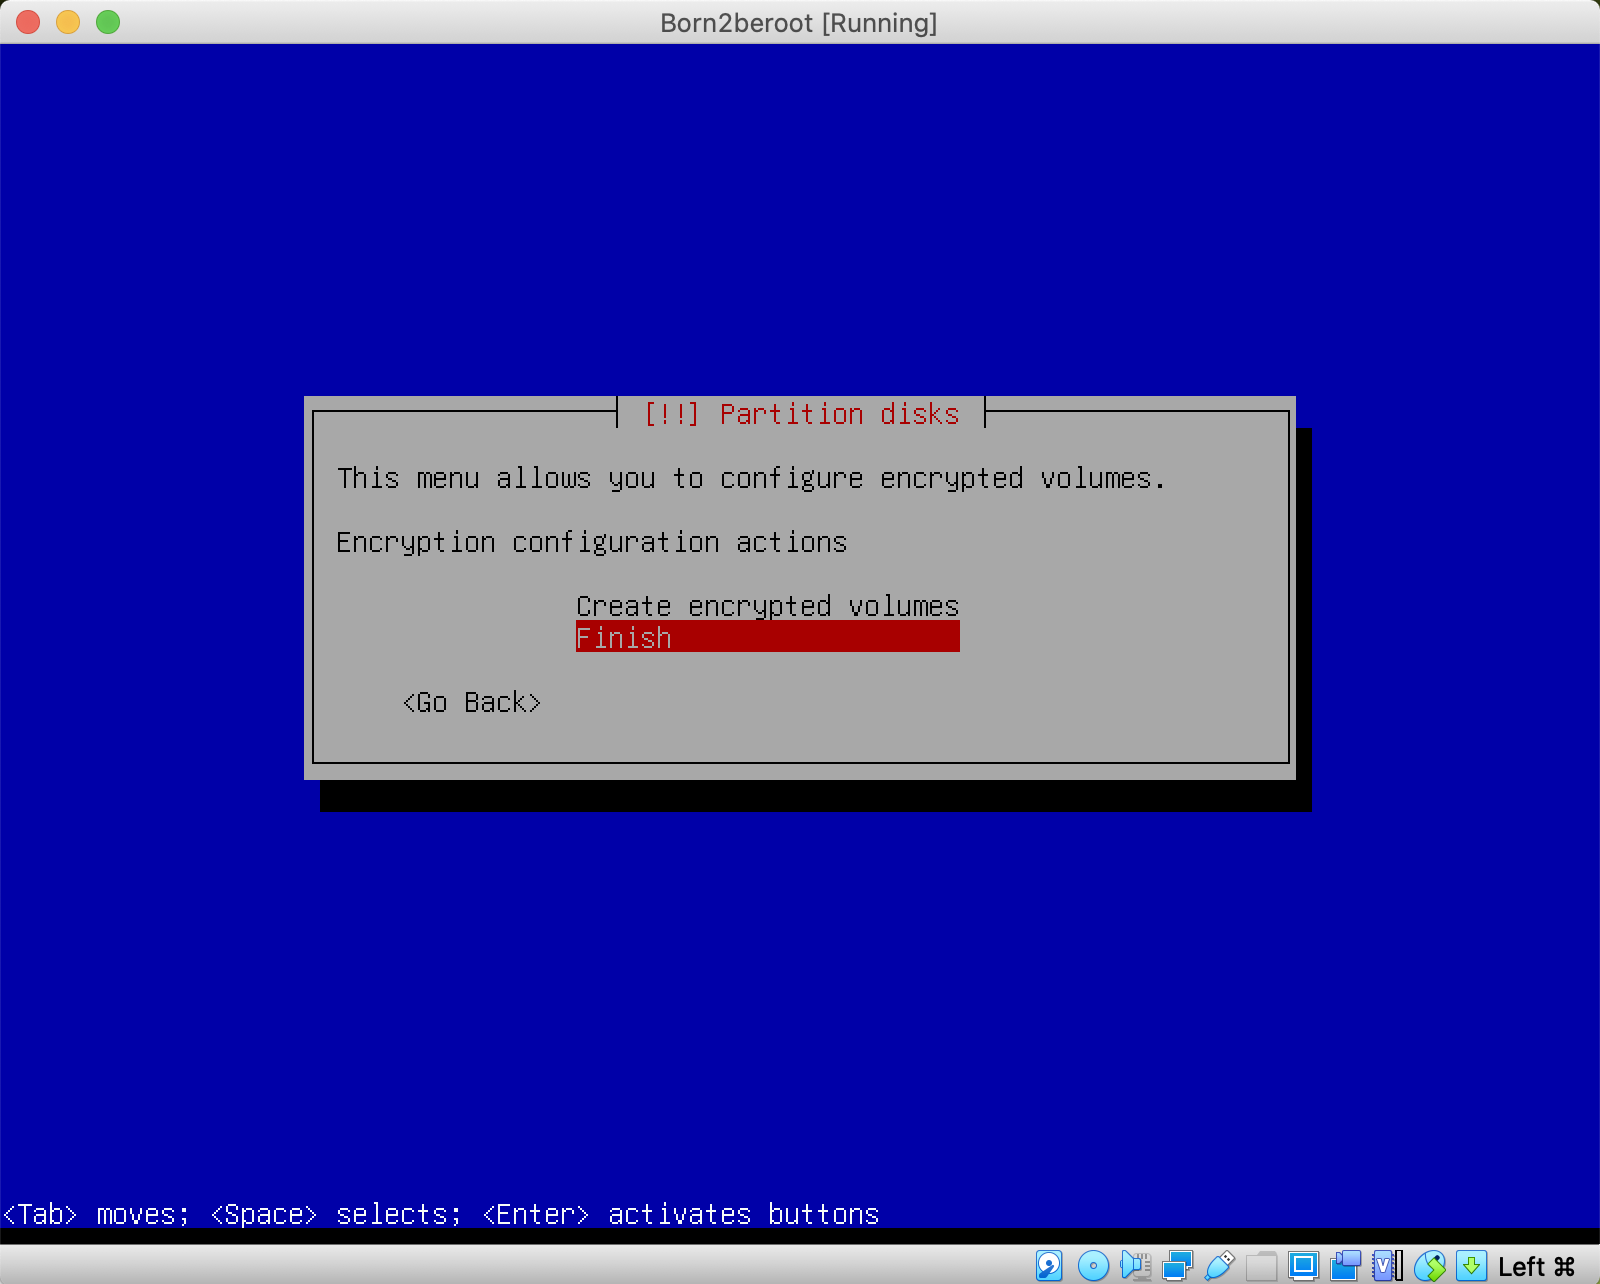 Born2beroot [Running]
[!!] Partition disks
This menu allows you to configure encrypted volumes.
Encryption configuration actions
Create encrypted volumes
Finish
<Go Back>
<Tab> moves; <Space> selects; <Enter> activates buttons
V
Left ⌘